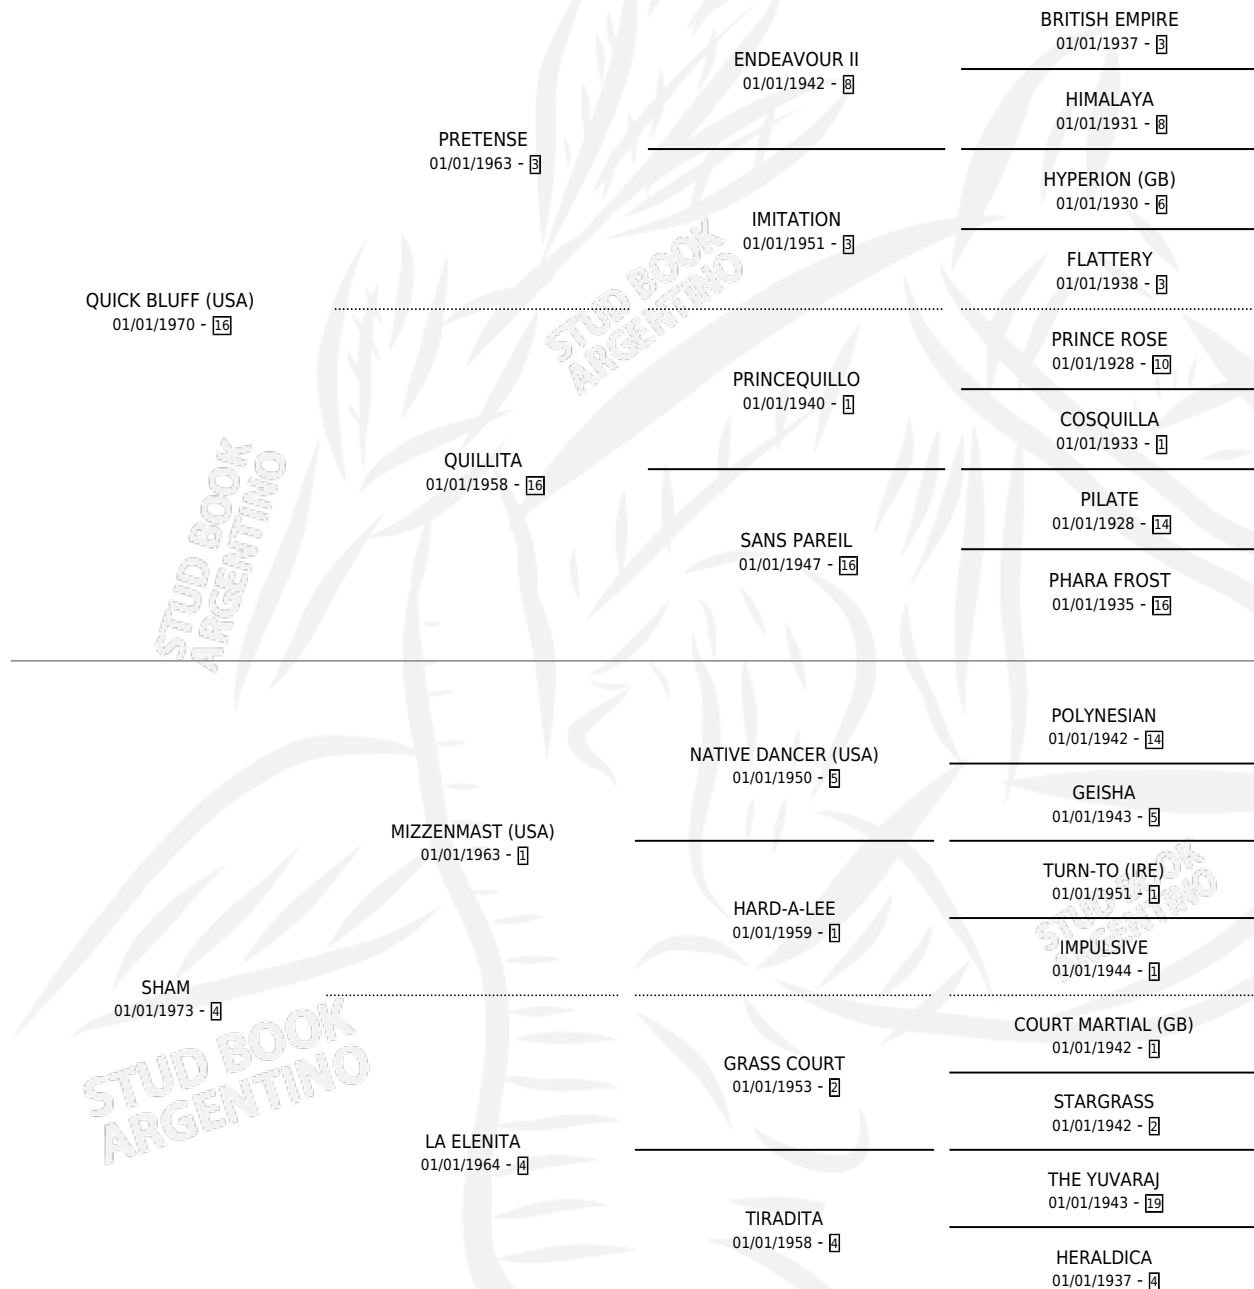 BRITISH EMPIRE
01/01/1937 - 3
ENDEAVOUR II
01/01/1942 - 8
HIMALAYA
01/01/1931 - 8
PRETENSE
01/01/1963 - 3
HYPERION (GB)
01/01/1930 - 6
IMITATION
01/01/1951 - 3
FLATTERY
01/01/1938 - 3
QUICK BLUFF (USA)
01/01/1970 - 16
PRINCE ROSE
01/01/1928 - 10
PRINCEQUILLO
01/01/1940 - 1
COSQUILLA
01/01/1933 - 1
QUILLITA
01/01/1958 - 16
PILATE
01/01/1928 - 14
SANS PAREIL
01/01/1947 - 16
PHARA FROST
01/01/1935 - 16
STUD BOOK
ARGENTINO
STUD BOOK
ARGENTINO
POLYNESIAN
01/01/1942 - 14
NATIVE DANCER (USA)
01/01/1950 - 5
GEISHA
01/01/1943 - 5
MIZZENMAST (USA)
01/01/1963 - 1
TURN-TO (IRE)
01/01/1951 - 1
HARD-A-LEE
01/01/1959 - 1
IMPULSIVE
01/01/1944 - 1
STUD BOOK
ARGENTINO
SHAM
01/01/1973 - 4
COURT MARTIAL (GB)
01/01/1942 - 1
GRASS COURT
01/01/1953 - 2
STARGRASS
01/01/1942 - 2
STUD BOOK
ARGENTINO
LA ELENITA
01/01/1964 - 4
THE YUVARAJ
01/01/1943 - 19
TIRADITA
01/01/1958 - 4
HERALDICA
01/01/1937 - 4